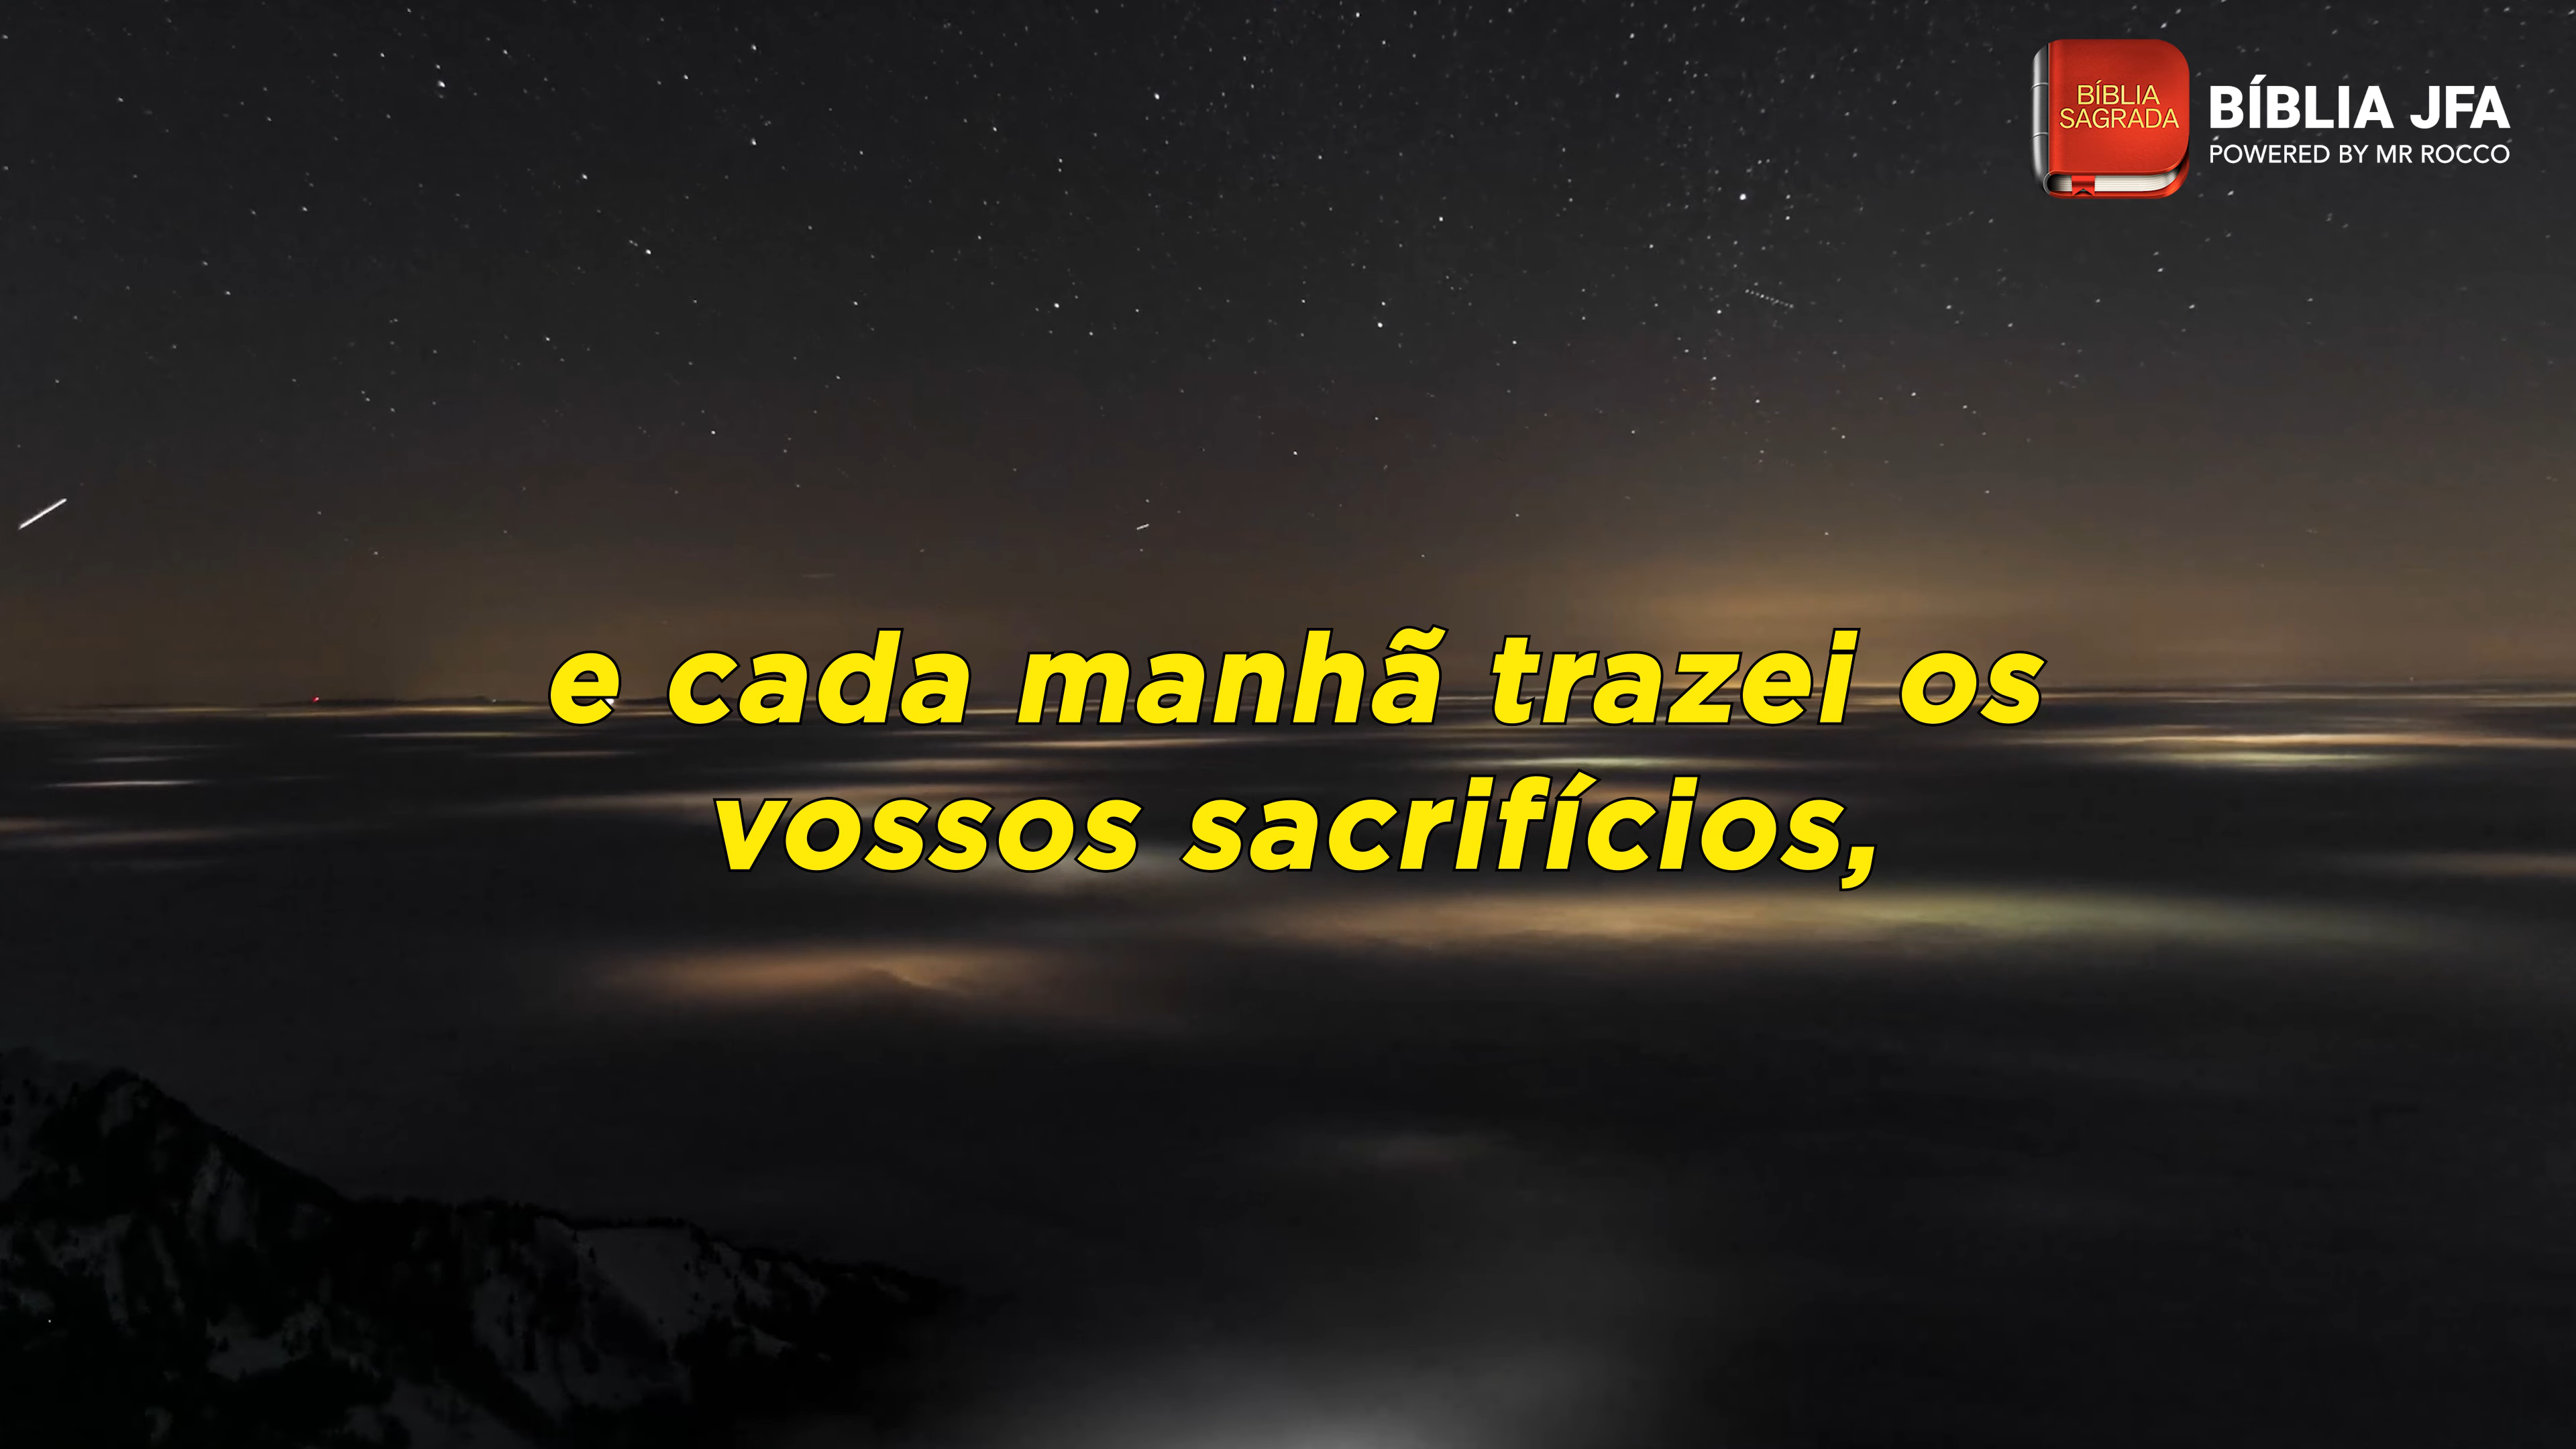 BÍBLIA
SAGRADA
BÍBLIA JFA
POWERED BY MR ROCCO
e cada manhã trazei os
vossos sacrifícios,